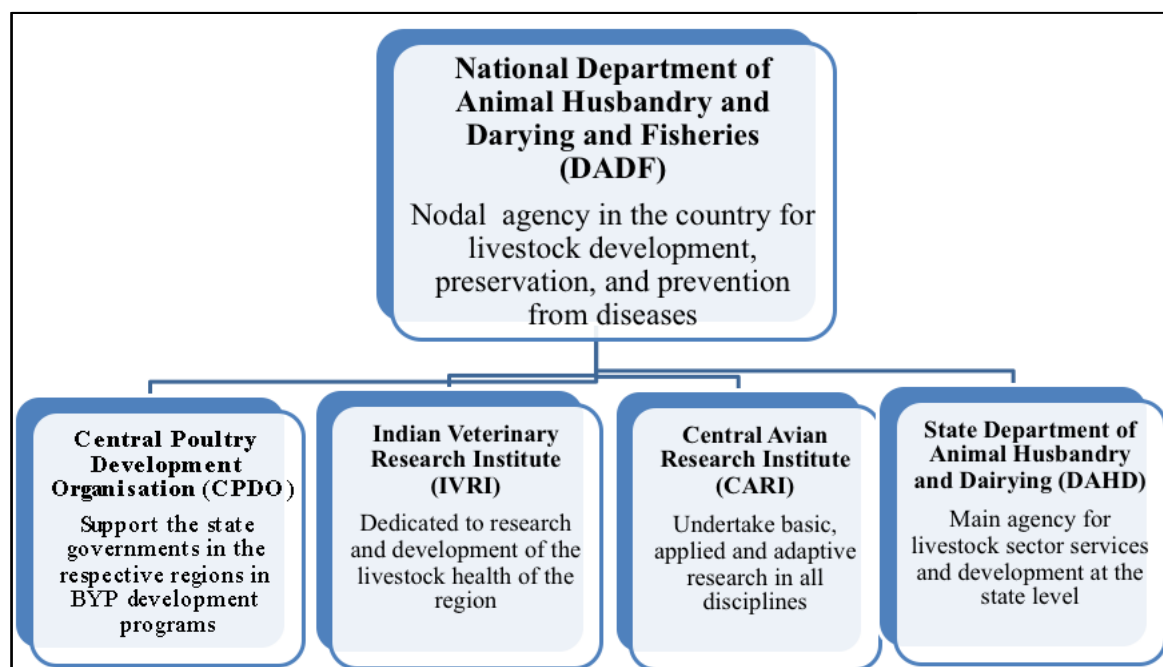 National Department of
Animal Husbandry and
Darying and Fisheries
(DADF)
Nodal agency in the country for
livestock development,
preservation, and prevention
from diseases
Central Poultry
Development
Organisation (CPDO)
Support the state
governments in the
respective regions in
BYP development
programs
Indian Veterinary
Research Institute
(IVRI)
Dedicated to research
and development of the
livestock health of the
region
Central Avian
Research Institute
(CARI)
Undertake basic,
applied and adaptive
research in all
disciplines
State Department of
Animal Husbandry
and Dairying (DAHD)
Main agency for
livestock sector services
and development at the
state level